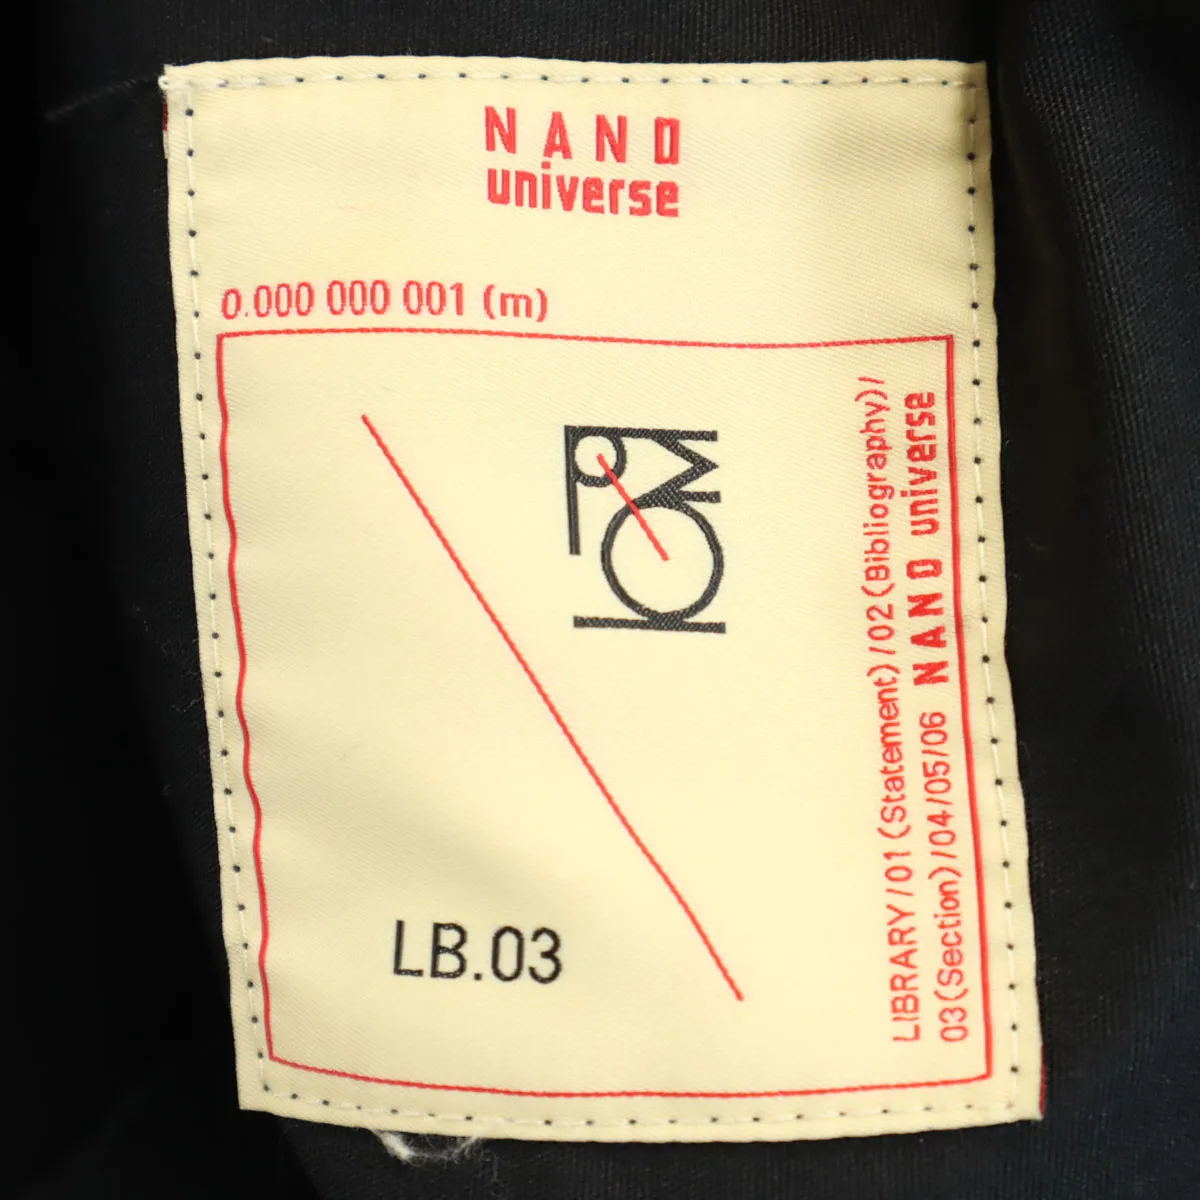 NANO
universe
0.000 000 001 (m)
LIBRARY/01(Statement)/02(Bibliography)/
03(Section)/04/05/06 NANO universe
LB.03